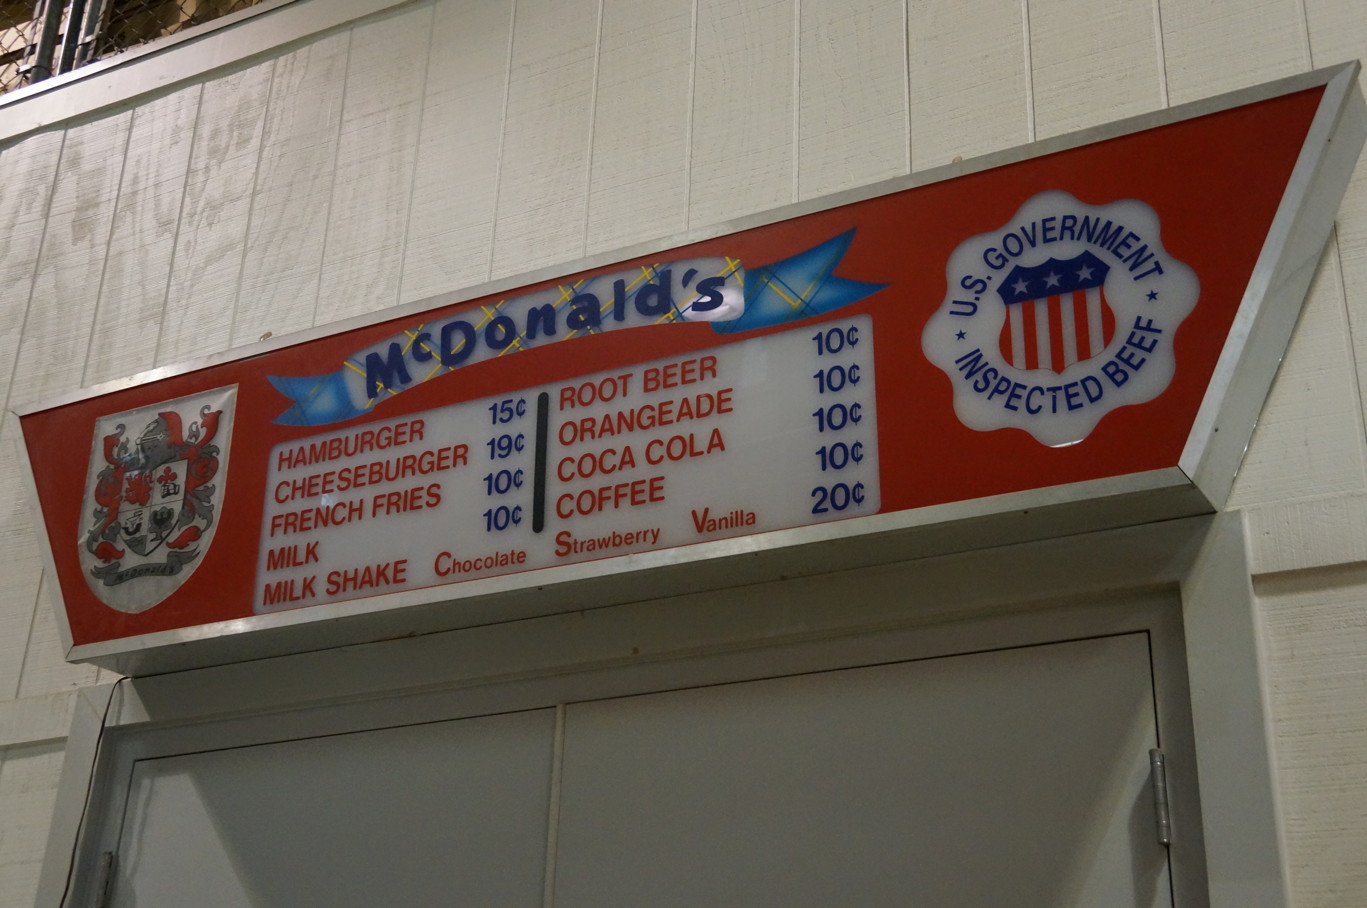 McDonald's
HAMBURGER 15¢
CHEESEBURGER 19¢
FRENCH FRIES 10¢
MILK 10¢
ROOT BEER 10¢
ORANGEADE 10¢
COCA COLA 10¢
COFFEE 10¢
MILK SHAKE Chocolate Strawberry Vanilla 20¢
U.S. GOVERNMENT
INSPECTED BEEF
McDonald's